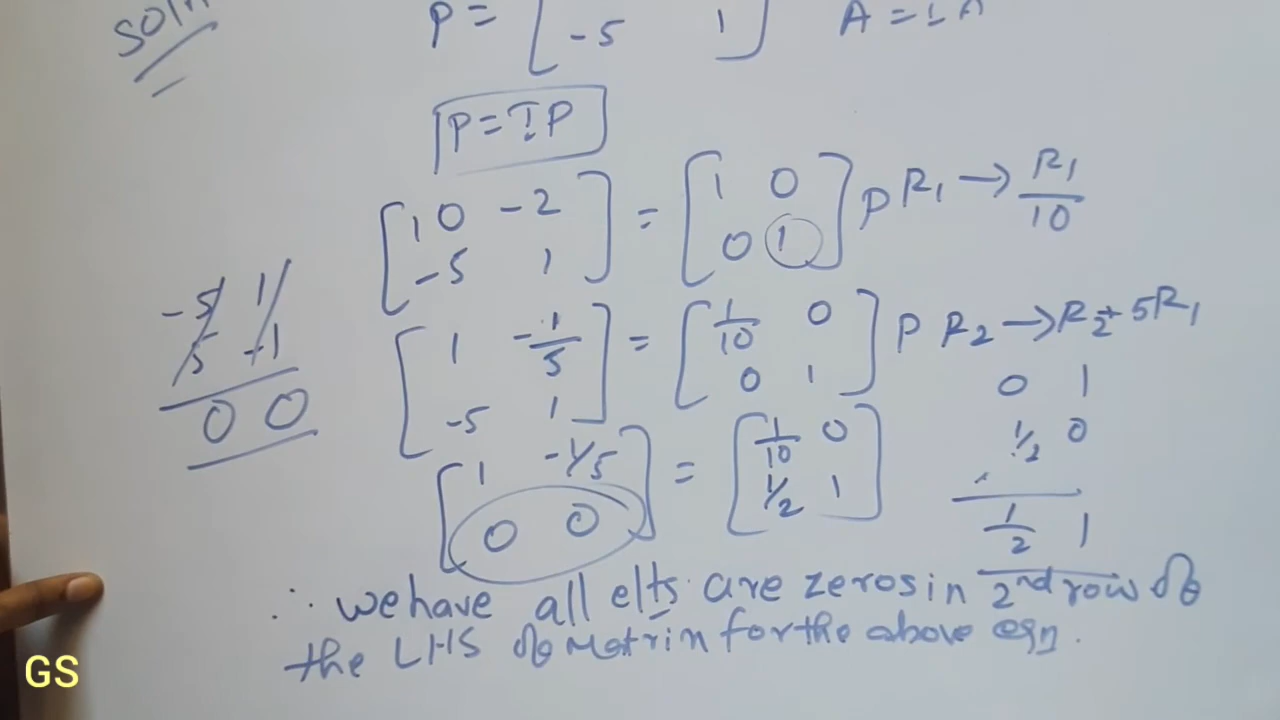 Soln
P = [ -5 1 ] A = IA
P = IP
[ 10 -2 -5 1 ] = [ 1 0 0 1 ] P R₁ → R₁/10
-5 1
5 -1
0 0
[ 1 -1/5 -5 1 ] = [ 1/10 0 0 1 ] P R₂ → R₂ + 5R₁
0 1
1/2 0
1/2 1
[ 1 -1/5 0 0 ] = [ 1/10 0 1/2 1 ]
∴ we have all elts are zeros in 2nd row of
the LHS of matrix for the above eqn.
GS